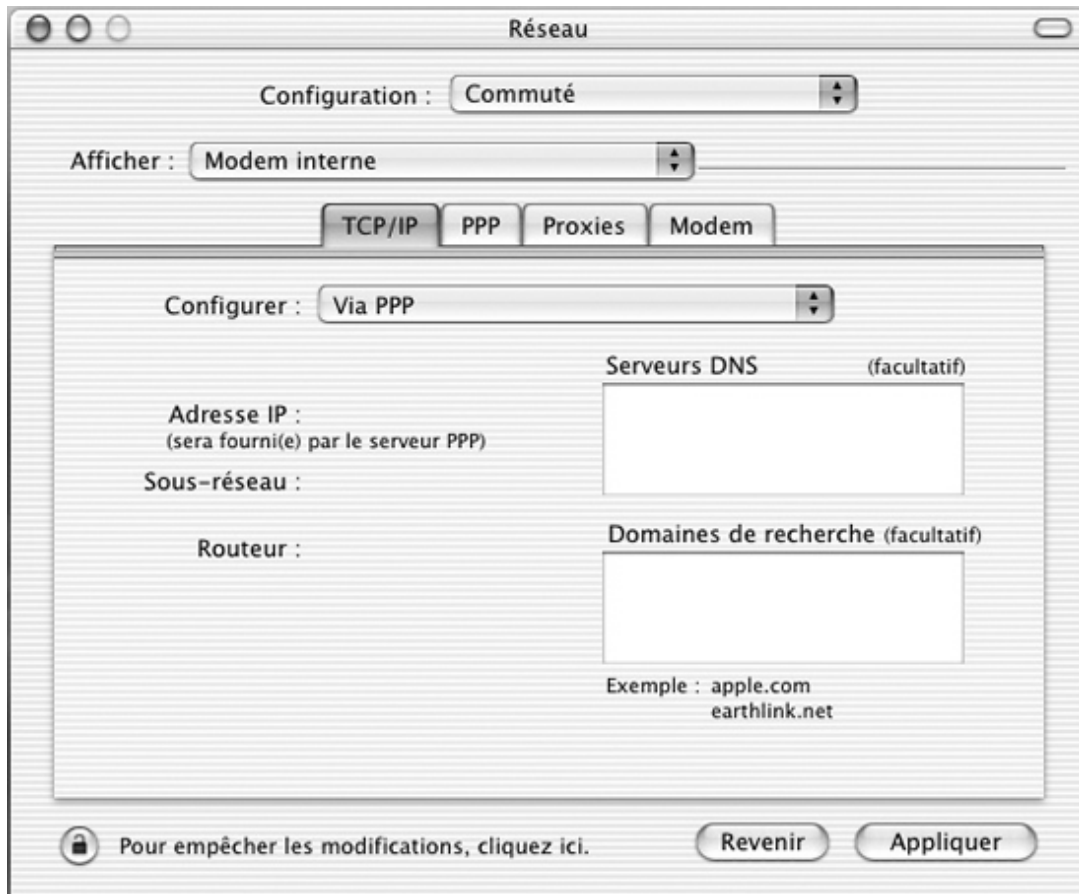 Réseau
Configuration : Commuté
Afficher : Modem interne
TCP/IP PPP Proxies Modem
Configurer : Via PPP
Serveurs DNS (facultatif)
Adresse IP :
(sera fourni(e) par le serveur PPP)
Sous-réseau :
Domaines de recherche (facultatif)
Routeur :
Exemple : apple.com
earthlink.net
Pour empêcher les modifications, cliquez ici.
Revenir Appliquer